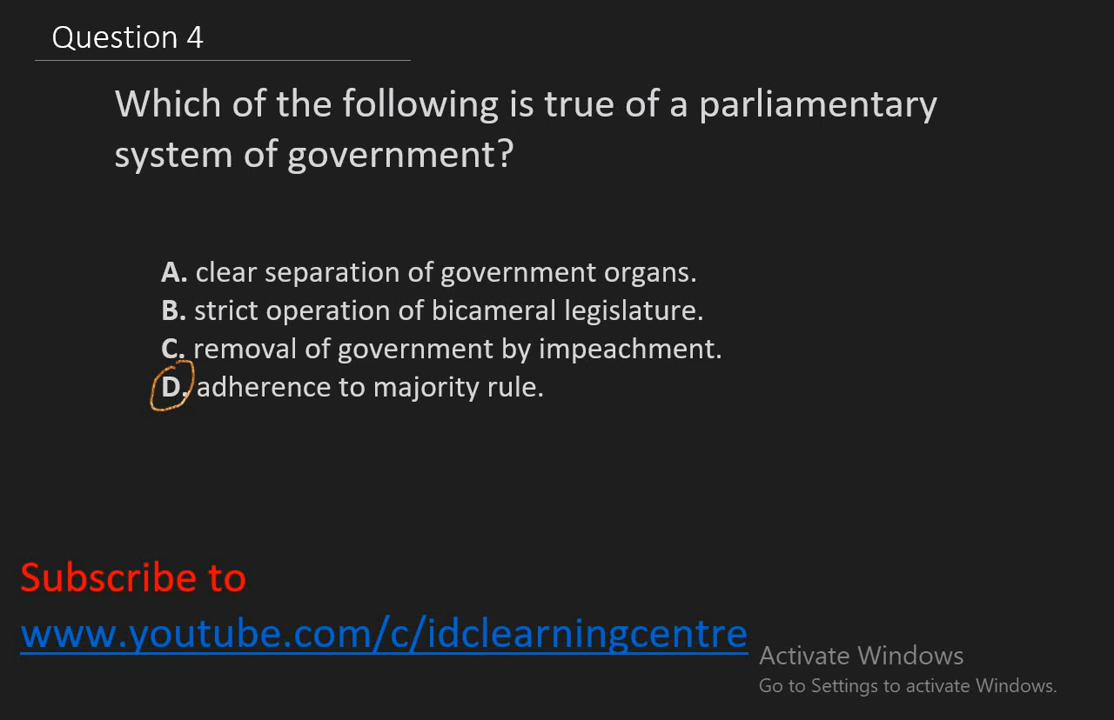 Question 4
Which of the following is true of a parliamentary
system of government?
A. clear separation of government organs.
B. strict operation of bicameral legislature.
C. removal of government by impeachment.
D. adherence to majority rule.
Subscribe to
www.youtube.com/c/idclearningcentre
Activate Windows
Go to Settings to activate Windows.